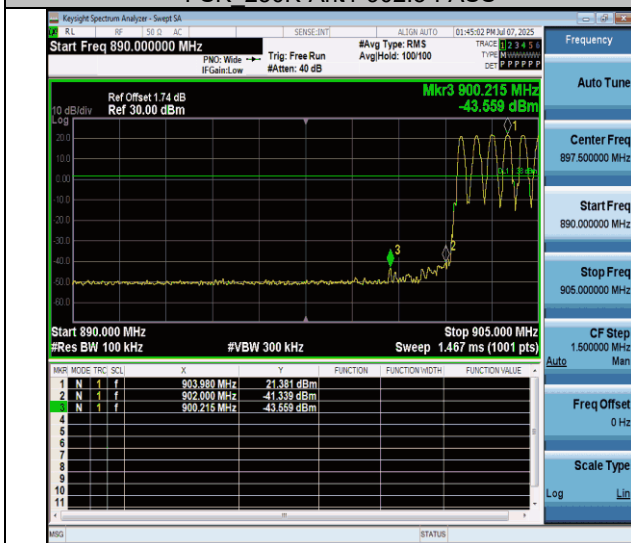 Keysight Spectrum Analyzer - Swept SA
RL RF 50 Ω AC SENSE:INT ALIGN AUTO 01:45:02 PM Jul 07, 2025
Start Freq 890.000000 MHz
PNO: Wide
IFGain:Low
Trig: Free Run
#Atten: 40 dB
#Avg Type: RMS
Avg|Hold: 100/100
TRACE 1 2 3 4 5 6
TYPE M
DET P P P P P P
Ref Offset 1.74 dB
10 dB/div Ref 30.00 dBm
Log
Mkr3 900.215 MHz
-43.559 dBm
20.0
10.0
0.00
-10.0
-20.0
-30.0
-40.0
-50.0
-60.0
1
2
3
Start 890.000 MHz Stop 905.000 MHz
#Res BW 100 kHz #VBW 300 kHz Sweep 1.467 ms (1001 pts)
MKR MODE TRC SCL X Y FUNCTION FUNCTION WIDTH FUNCTION VALUE
1 N 1 f 903.980 MHz 21.381 dBm
2 N 1 f 902.000 MHz -41.339 dBm
3 N 1 f 900.215 MHz -43.559 dBm
4
5
6
7
8
9
10
11
MSG STATUS
Frequency
Auto Tune
Center Freq
897.500000 MHz
Start Freq
890.000000 MHz
Stop Freq
905.000000 MHz
CF Step
1.500000 MHz
Auto Man
Freq Offset
0 Hz
Scale Type
Log Lin